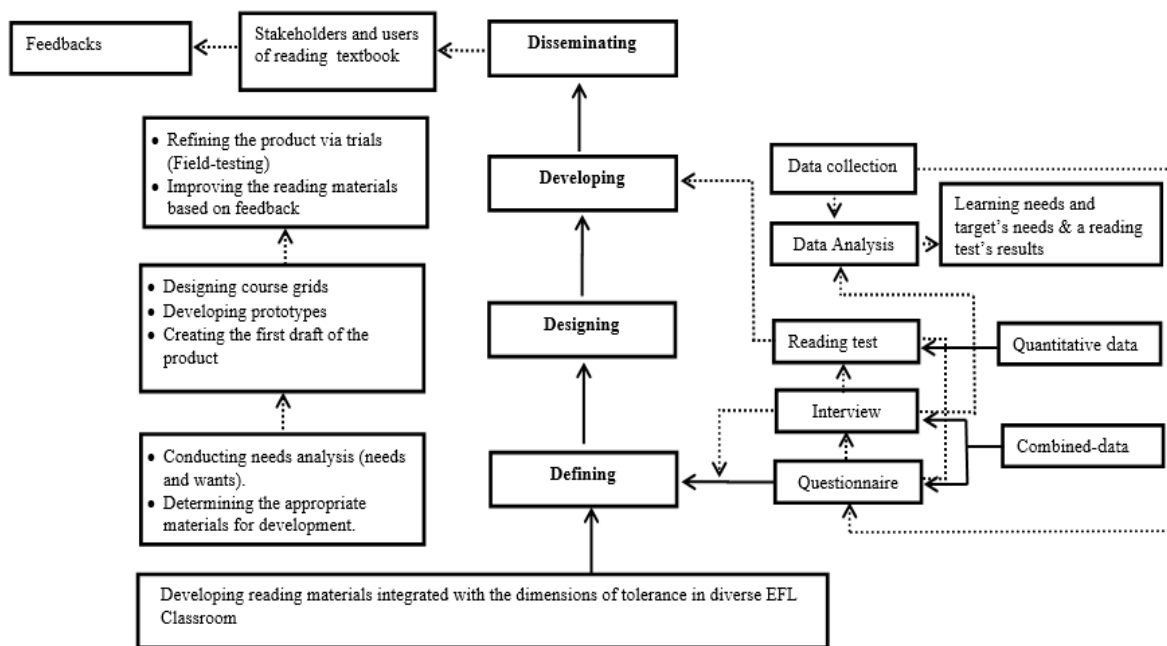 Feedbacks
Stakeholders and users
of reading textbook
Disseminating
• Refining the product via trials
(Field-testing)
• Improving the reading materials
based on feedback
Developing
Data collection
Data Analysis
Learning needs and
target’s needs & a reading
test’s results
• Designing course grids
• Developing prototypes
• Creating the first draft of the
product
Designing
Reading test
Quantitative data
Interview
Combined-data
Questionnaire
• Conducting needs analysis (needs
and wants).
• Determining the appropriate
materials for development.
Defining
Developing reading materials integrated with the dimensions of tolerance in diverse EFL
Classroom